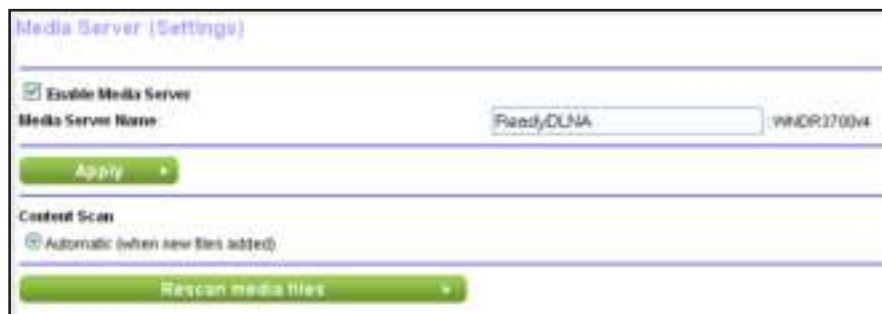 Media Server (Settings)
Enable Media Server
Media Server Name ReadyDLNA :WNDR3700v4
Apply
Content Scan
Automatic (when new files added)
Rescan media files